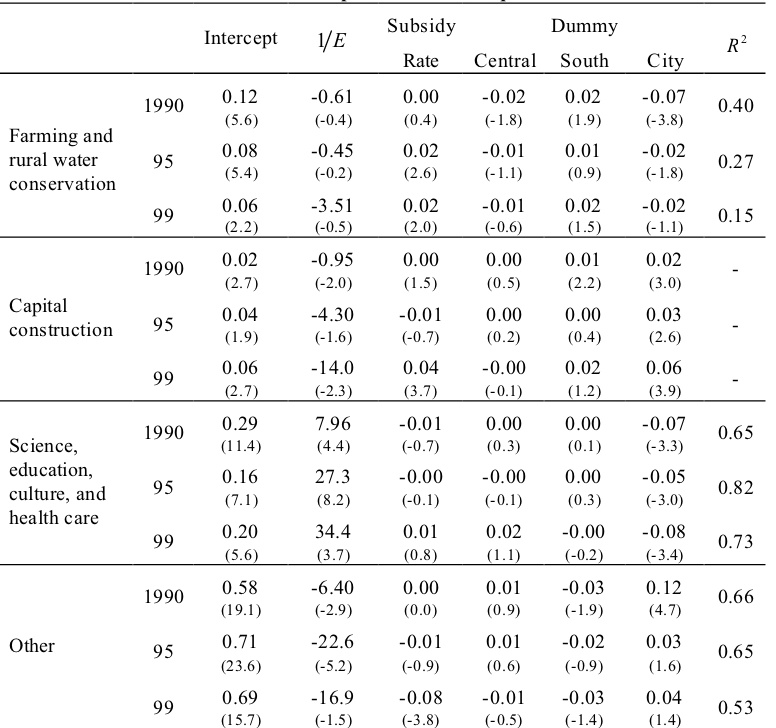 Subsidy Dummy
Intercept 1/E R²
Rate Central South City
1990 0.12 -0.61 0.00 -0.02 0.02 -0.07 0.40
(5.6) (-0.4) (0.4) (-1.8) (1.9) (-3.8)
Farming and
rural water
conservation
95 0.08 -0.45 0.02 -0.01 0.01 -0.02 0.27
(5.4) (-0.2) (2.6) (-1.1) (0.9) (-1.8)
99 0.06 -3.51 0.02 -0.01 0.02 -0.02 0.15
(2.2) (-0.5) (2.0) (-0.6) (1.5) (-1.1)
1990 0.02 -0.95 0.00 0.00 0.01 0.02 -
(2.7) (-2.0) (1.5) (0.5) (2.2) (3.0)
Capital
construction
95 0.04 -4.30 -0.01 0.00 0.00 0.03 -
(1.9) (-1.6) (-0.7) (0.2) (0.4) (2.6)
99 0.06 -14.0 0.04 -0.00 0.02 0.06 -
(2.7) (-2.3) (3.7) (-0.1) (1.2) (3.9)
1990 0.29 7.96 -0.01 0.00 0.00 -0.07 0.65
(11.4) (4.4) (-0.7) (0.3) (0.1) (-3.3)
Science,
education,
culture, and
health care
95 0.16 27.3 -0.00 -0.00 0.00 -0.05 0.82
(7.1) (8.2) (-0.1) (-0.1) (0.3) (-3.0)
99 0.20 34.4 0.01 0.02 -0.00 -0.08 0.73
(5.6) (3.7) (0.8) (1.1) (-0.2) (-3.4)
1990 0.58 -6.40 0.00 0.01 -0.03 0.12 0.66
(19.1) (-2.9) (0.0) (0.9) (-1.9) (4.7)
Other
95 0.71 -22.6 -0.01 0.01 -0.02 0.03 0.65
(23.6) (-5.2) (-0.9) (0.6) (-0.9) (1.6)
99 0.69 -16.9 -0.08 -0.01 -0.03 0.04 0.53
(15.7) (-1.5) (-3.8) (-0.5) (-1.4) (1.4)